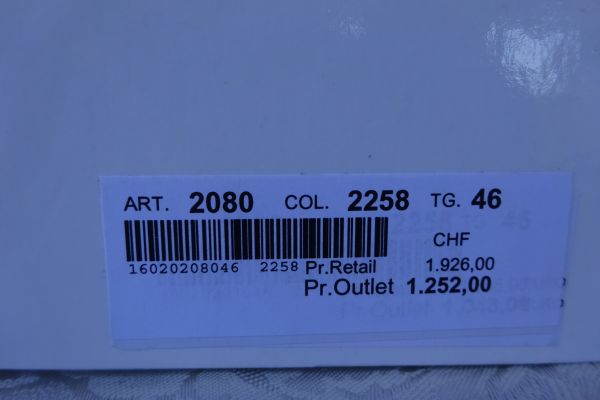 ART. 2080 COL. 2258 TG. 46
CHF
16020208046 2258 Pr.Retail 1.926,00
Pr.Outlet 1.252,00